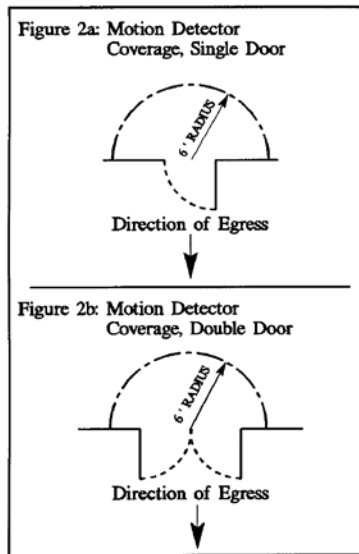 Figure 2a: Motion Detector
Coverage, Single Door
6' RADIUS
Direction of Egress
Figure 2b: Motion Detector
Coverage, Double Door
6' RADIUS
Direction of Egress